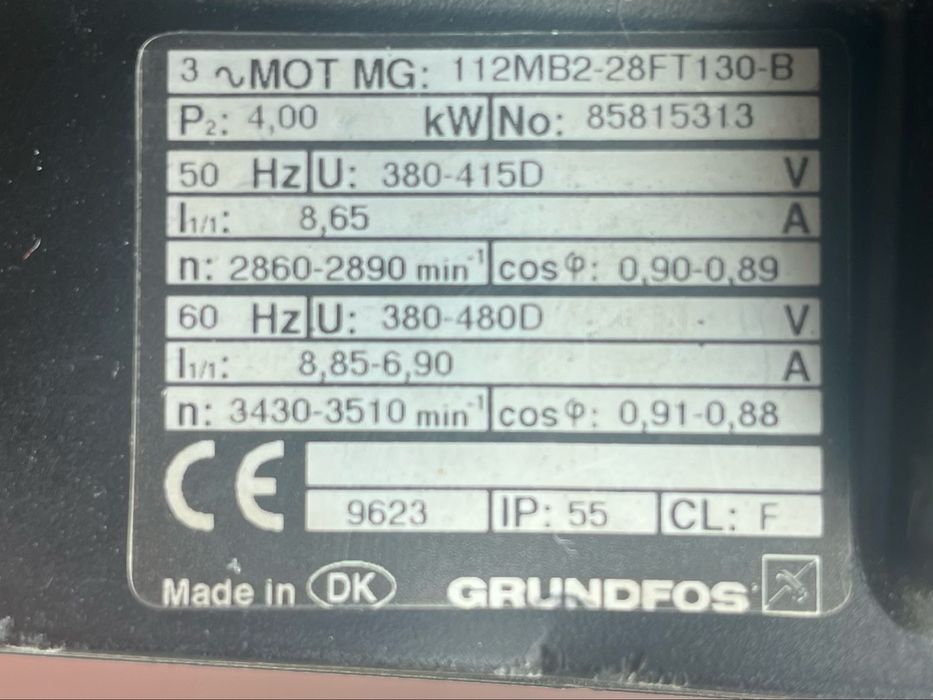 3 ∿MOT MG: 112MB2-28FT130-B
P2: 4,00 kW No: 85815313
50 Hz U: 380-415D V
I1/1: 8,65 A
n: 2860-2890 min-1 cos φ: 0,90-0,89
60 Hz U: 380-480D V
I1/1: 8,85-6,90 A
n: 3430-3510 min-1 cos φ: 0,91-0,88
CE
9623 IP: 55 CL: F
Made in DK GRUNDFOS